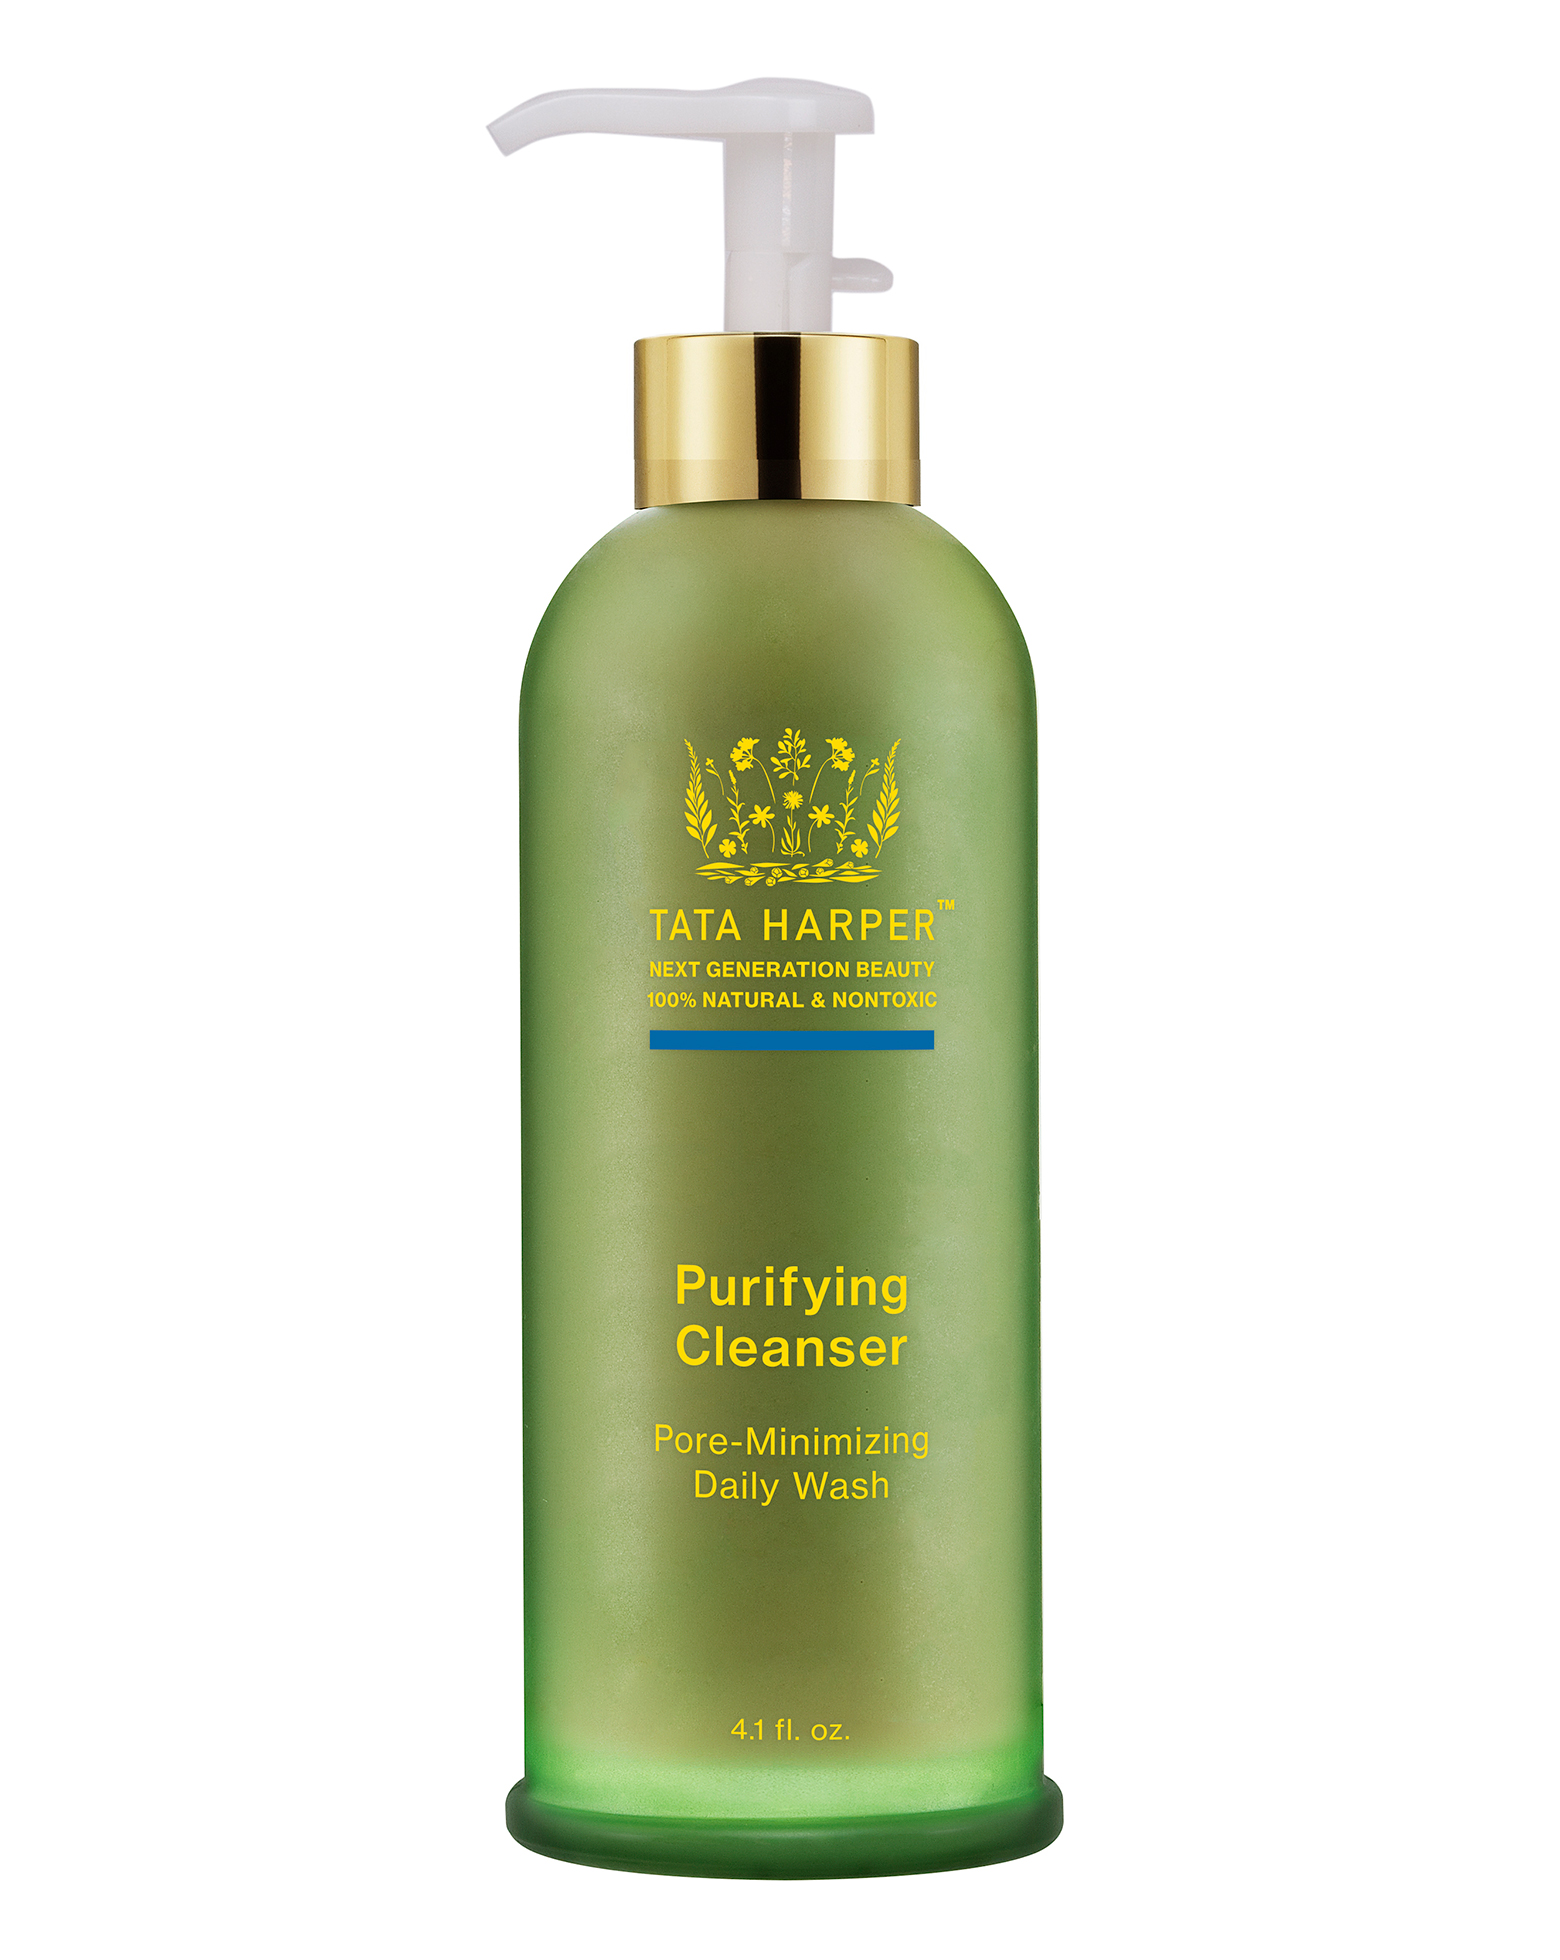 TATA HARPER™
NEXT GENERATION BEAUTY
100% NATURAL & NONTOXIC
Purifying
Cleanser
Pore-Minimizing
Daily Wash
4.1 fl. oz.